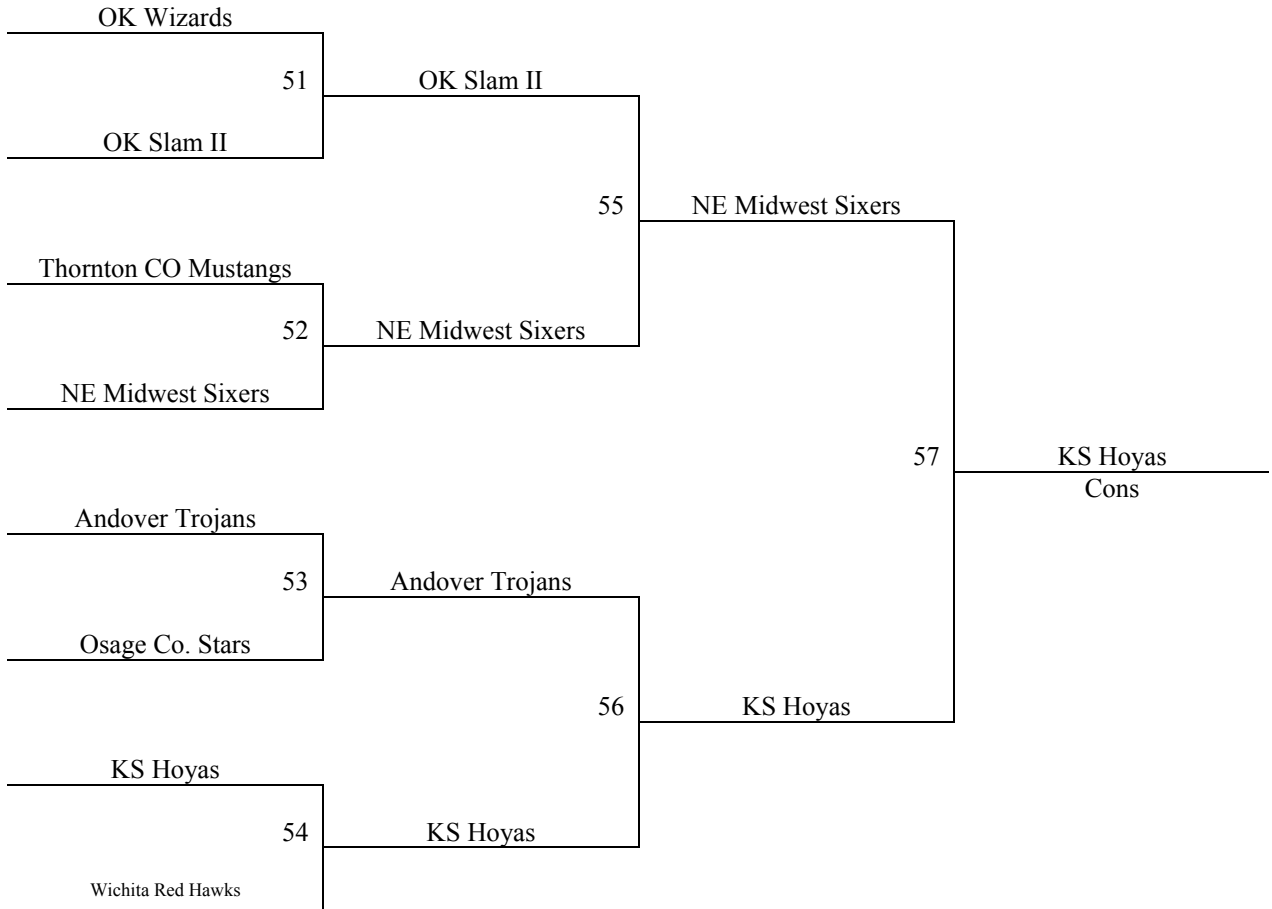 OK Wizards
51
OK Slam II
OK Slam II
55
NE Midwest Sixers
Thornton CO Mustangs
52
NE Midwest Sixers
NE Midwest Sixers
57
KS Hoyas
Cons
Andover Trojans
53
Andover Trojans
Osage Co. Stars
56
KS Hoyas
KS Hoyas
54
KS Hoyas
Wichita Red Hawks